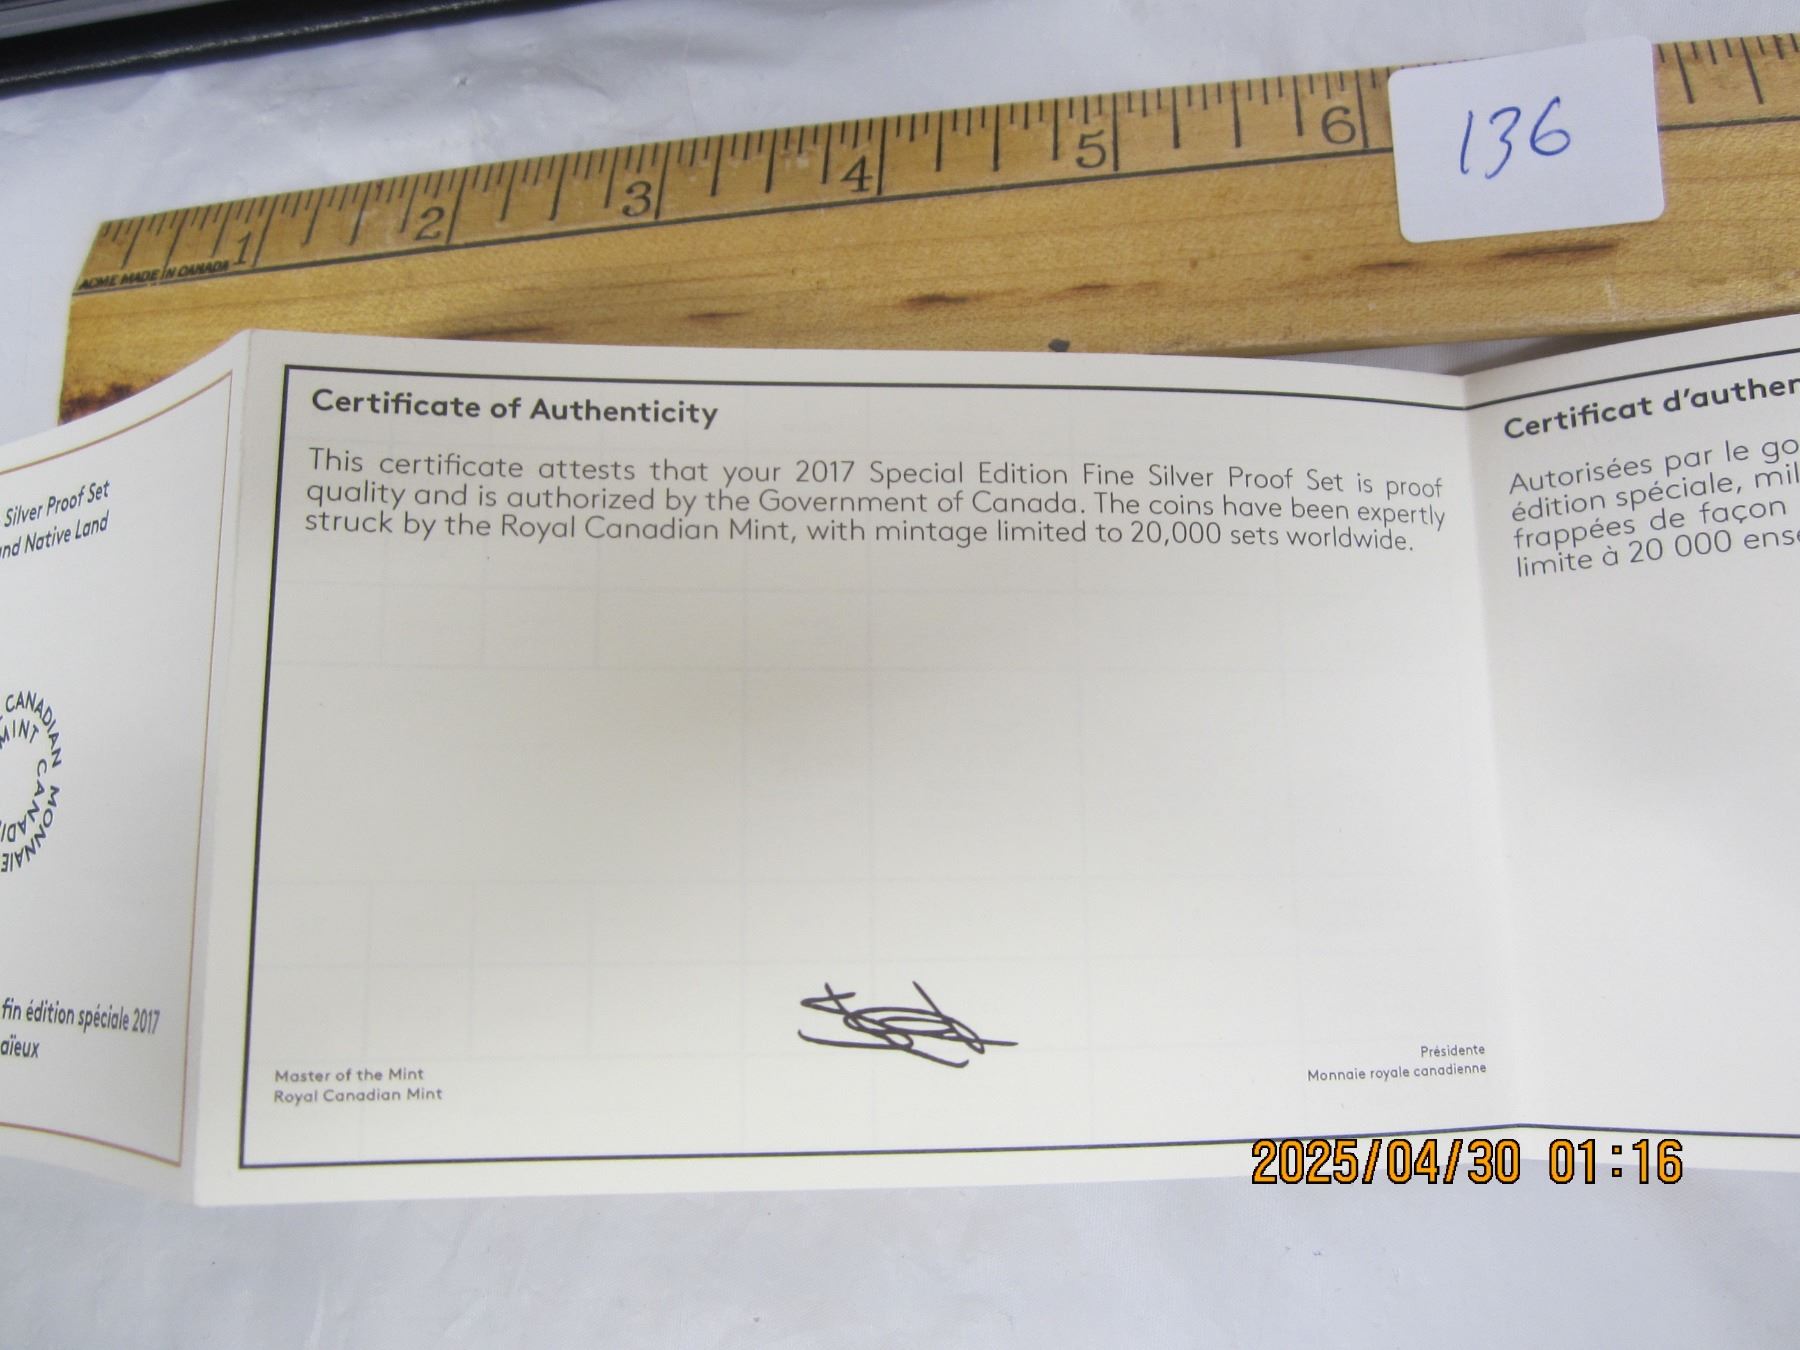 136
1 2 3 4 5 6
ACME MADE IN CANADA
Silver Proof Set
and Native Land
CANADIAN MINT
MONNAIE CANADI
fin édition spéciale 2017
aïeux
Certificate of Authenticity
This certificate attests that your 2017 Special Edition Fine Silver Proof Set is proof
quality and is authorized by the Government of Canada. The coins have been expertly
struck by the Royal Canadian Mint, with mintage limited to 20,000 sets worldwide.
Master of the Mint
Royal Canadian Mint
Présidente
Monnaie royale canadienne
Certificat d'authen
Autorisées par le go
édition spéciale, mil
frappées de façon
limite à 20 000 ense
2025/04/30 01:16